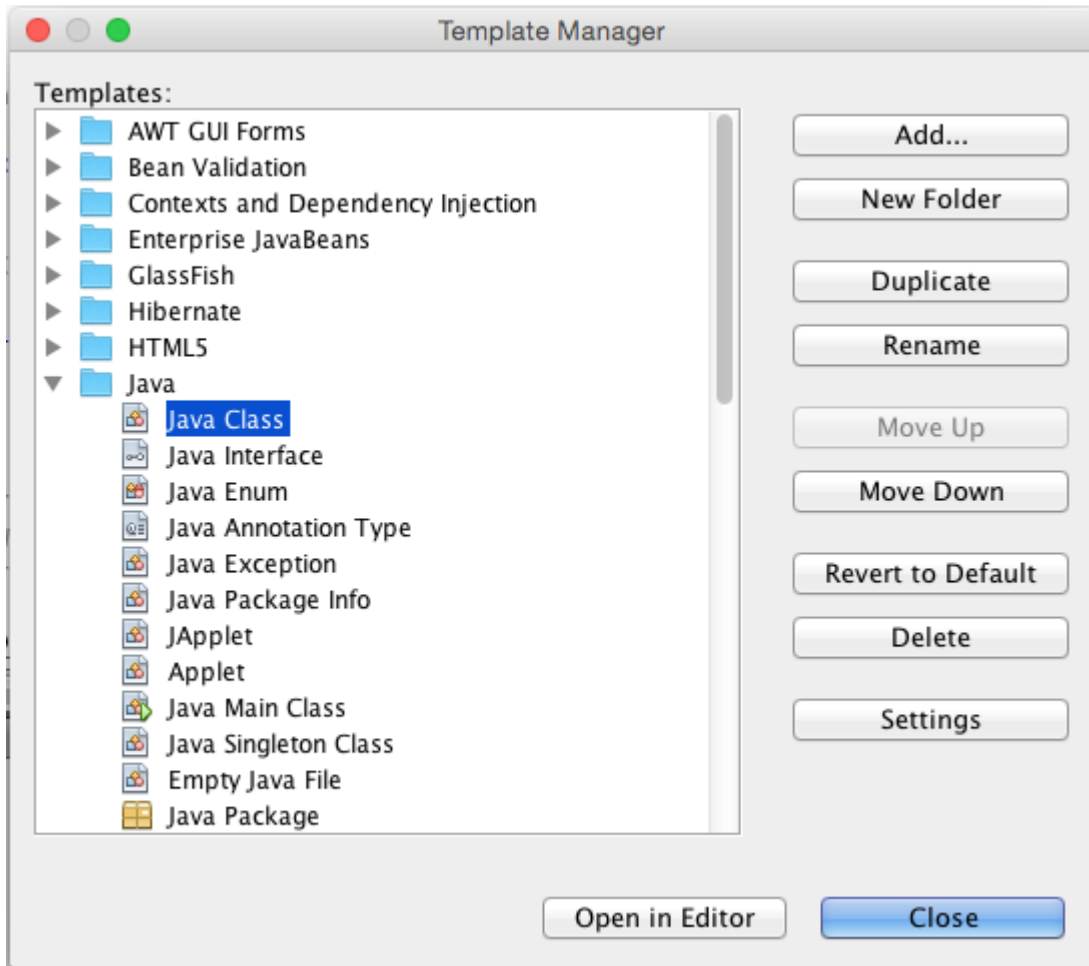 Template Manager
Templates:
AWT GUI Forms
Bean Validation
Contexts and Dependency Injection
Enterprise JavaBeans
GlassFish
Hibernate
HTML5
Java
Java Class
Java Interface
Java Enum
Java Annotation Type
Java Exception
Java Package Info
JApplet
Applet
Java Main Class
Java Singleton Class
Empty Java File
Java Package
Add...
New Folder
Duplicate
Rename
Move Up
Move Down
Revert to Default
Delete
Settings
Open in Editor
Close